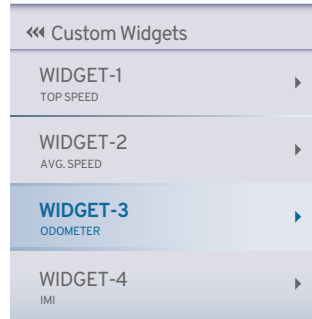 Custom Widgets
WIDGET-1
TOP SPEED
WIDGET-2
AVG. SPEED
WIDGET-3
ODOMETER
WIDGET-4
IMI